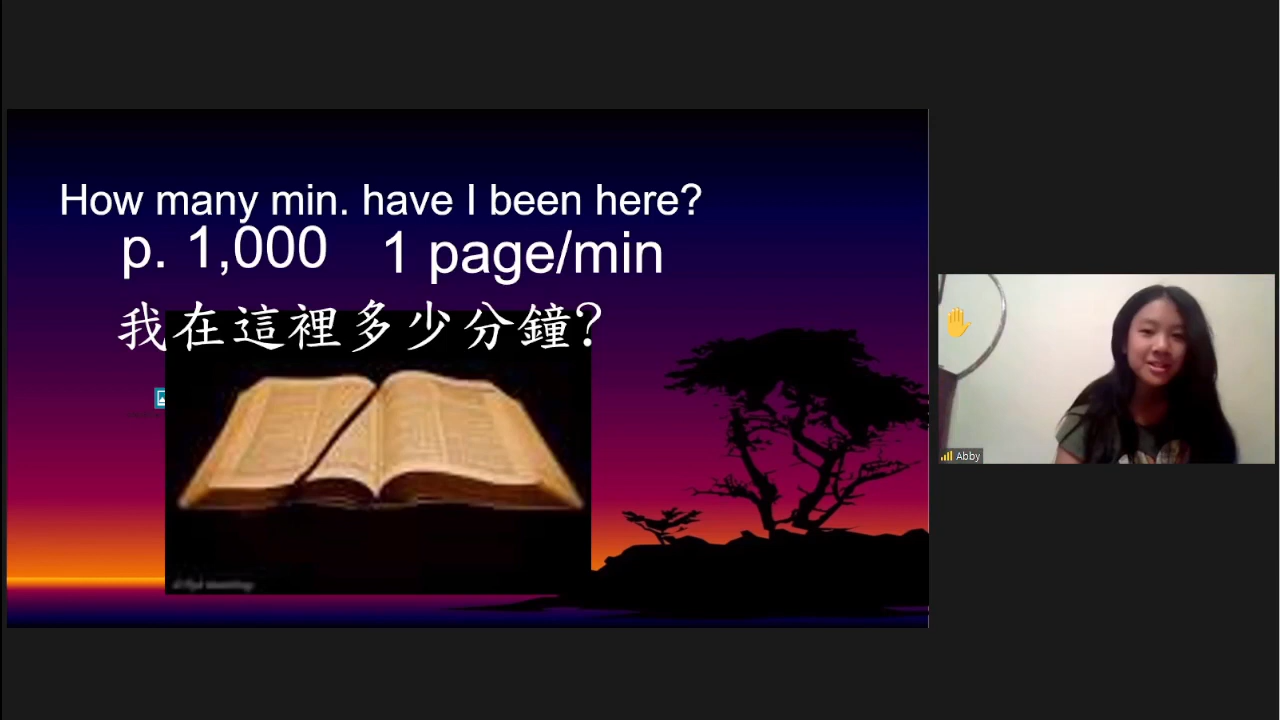 How many min. have I been here?
p. 1,000 1 page/min
我在這裡多少分鐘?
Abby